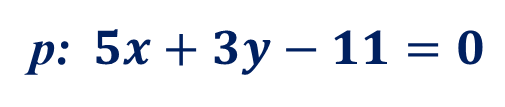 p: 5x + 3y − 11 = 0